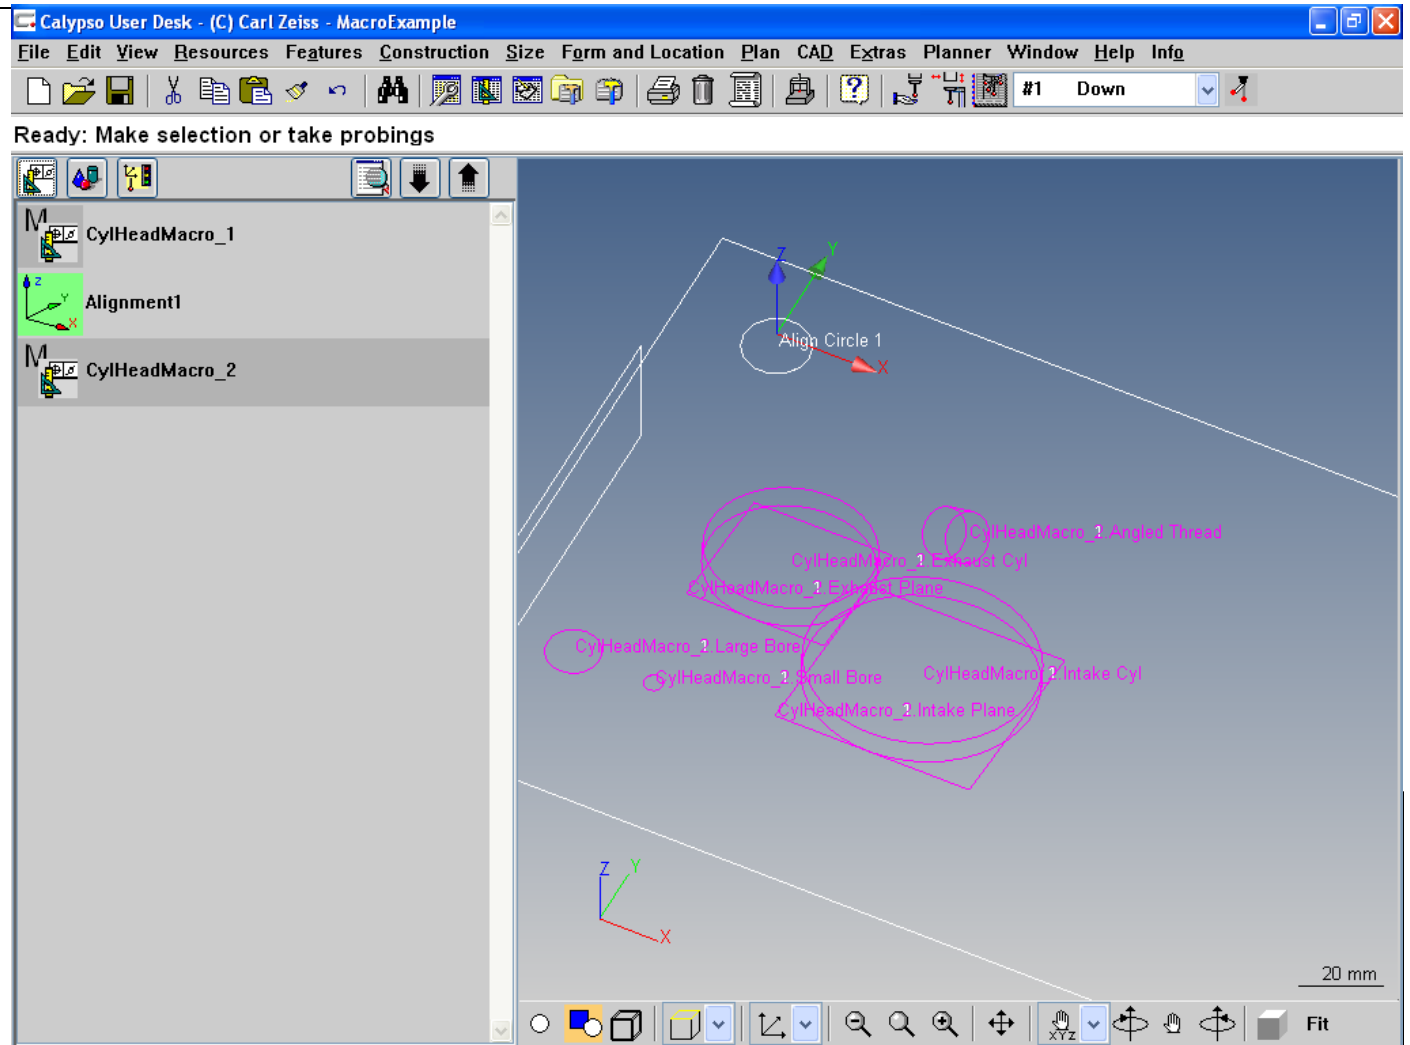 Calypso User Desk - (C) Carl Zeiss - MacroExample
File Edit View Resources Features Construction Size Form and Location Plan CAD Extras Planner Window Help Info
#1 Down
Ready: Make selection or take probings
CylHeadMacro_1
Alignment1
CylHeadMacro_2
Z Y
Align Circle 1
X
CylHeadMacro_2.Angled Thread
CylHeadMacro_2.Exhaust Cyl
CylHeadMacro_2.Exhaust Plane
CylHeadMacro_2.Large Bore
CylHeadMacro_2.Small Bore
CylHeadMacro_2.Intake Cyl
CylHeadMacro_2.Intake Plane
Z Y
X
20 mm
XYZ
Fit